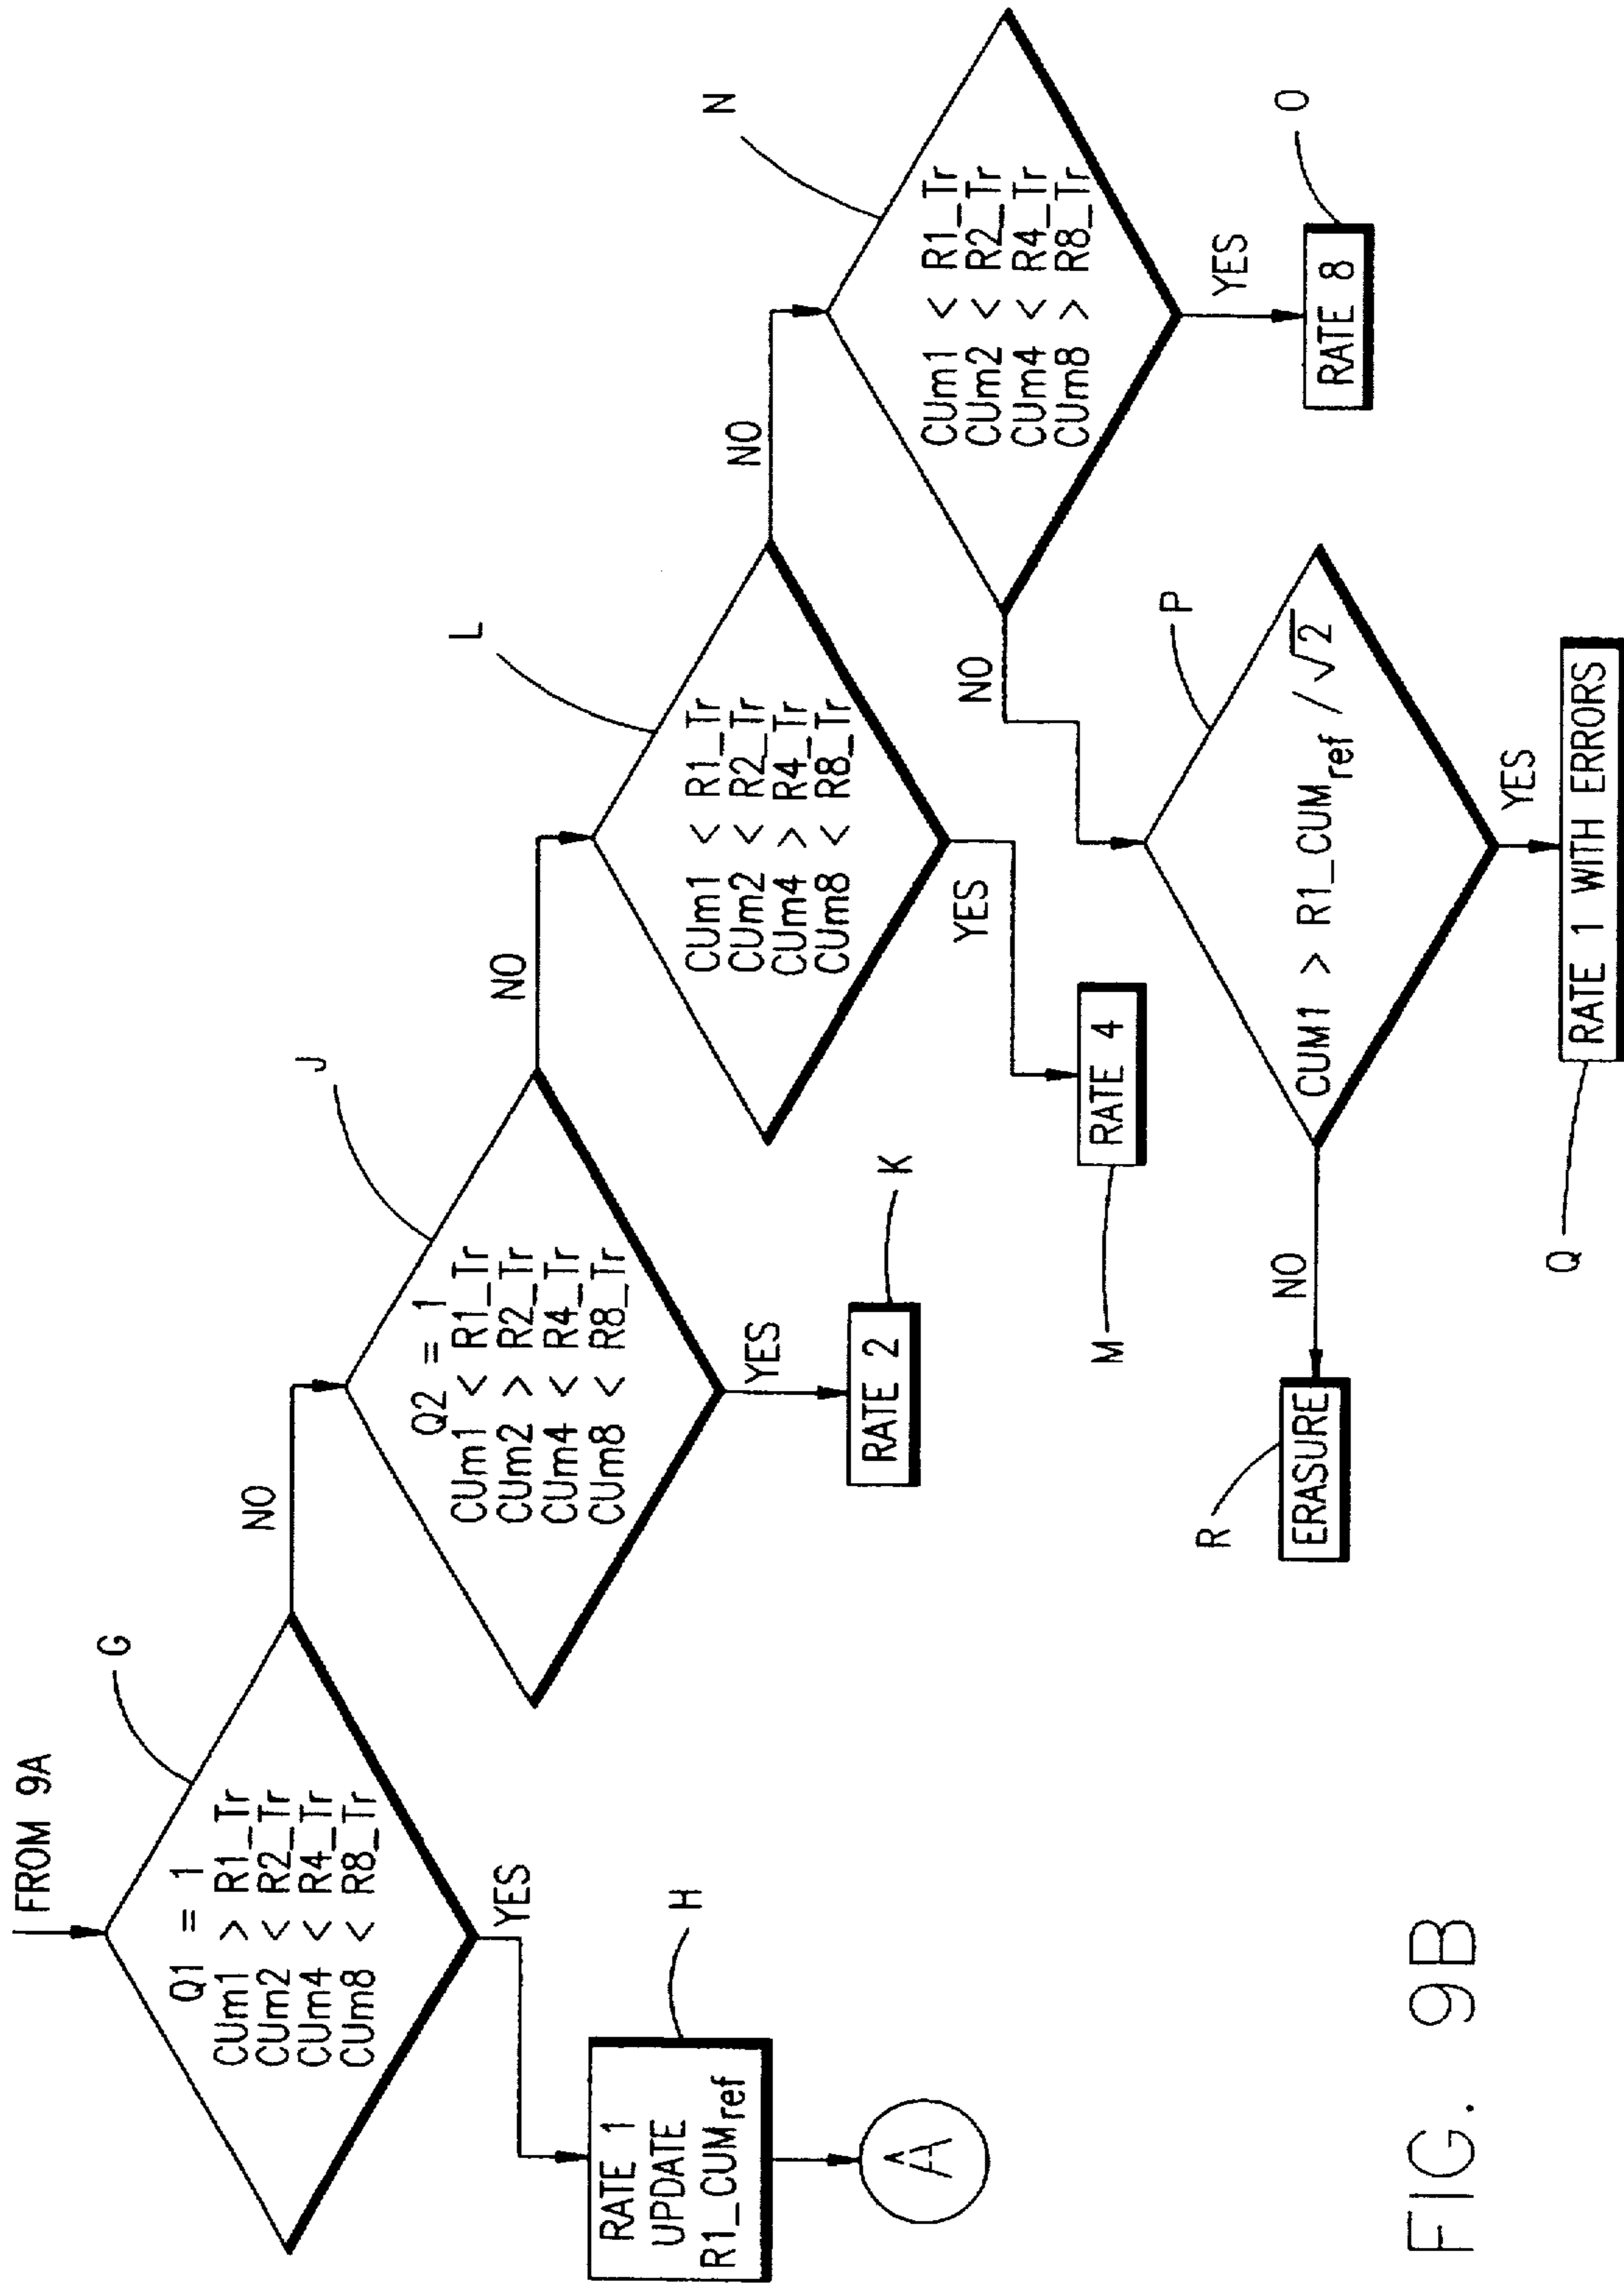 FROM 9A
G
Q1 = 1
CUm1 > R1_Tr
CUm2 < R2_Tr
CUm4 < R4_Tr
CUm8 < R8_Tr
YES
NO
H
RATE 1
UPDATE
R1_CUMref
A
J
Q2 = 1
CUm1 < R1_Tr
CUm2 > R2_Tr
CUm4 < R4_Tr
CUm8 < R8_Tr
YES
NO
K
RATE 2
L
CUm1 < R1_Tr
CUm2 < R2_Tr
CUm4 > R4_Tr
CUm8 < R8_Tr
YES
NO
M
RATE 4
N
CUm1 < R1_Tr
CUm2 < R2_Tr
CUm4 < R4_Tr
CUm8 > R8_Tr
YES
NO
O
RATE 8
P
CUM1 > R1_CUMref / √2
YES
NO
Q
RATE 1 WITH ERRORS
R
ERASURE
FIG. 9B